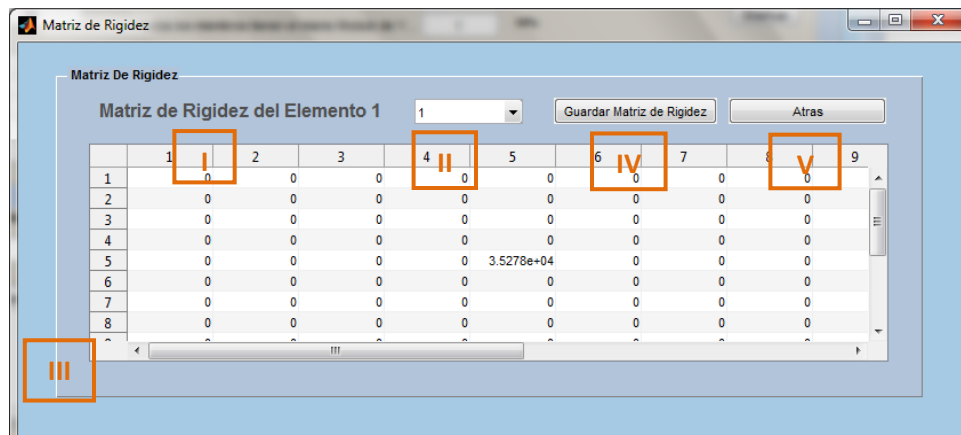 Matriz de Rigidez
Matriz De Rigidez
Matriz de Rigidez del Elemento 1
1
Guardar Matriz de Rigidez
Atras
1 2 3 4 5 6 7 8 9
I II IV V
1 0 0 0 0 0 0 0 0
2 0 0 0 0 0 0 0 0
3 0 0 0 0 0 0 0 0
4 0 0 0 0 0 0 0 0
5 0 0 0 0 3.5278e+04 0 0 0
6 0 0 0 0 0 0 0 0
7 0 0 0 0 0 0 0 0
8 0 0 0 0 0 0 0 0
III